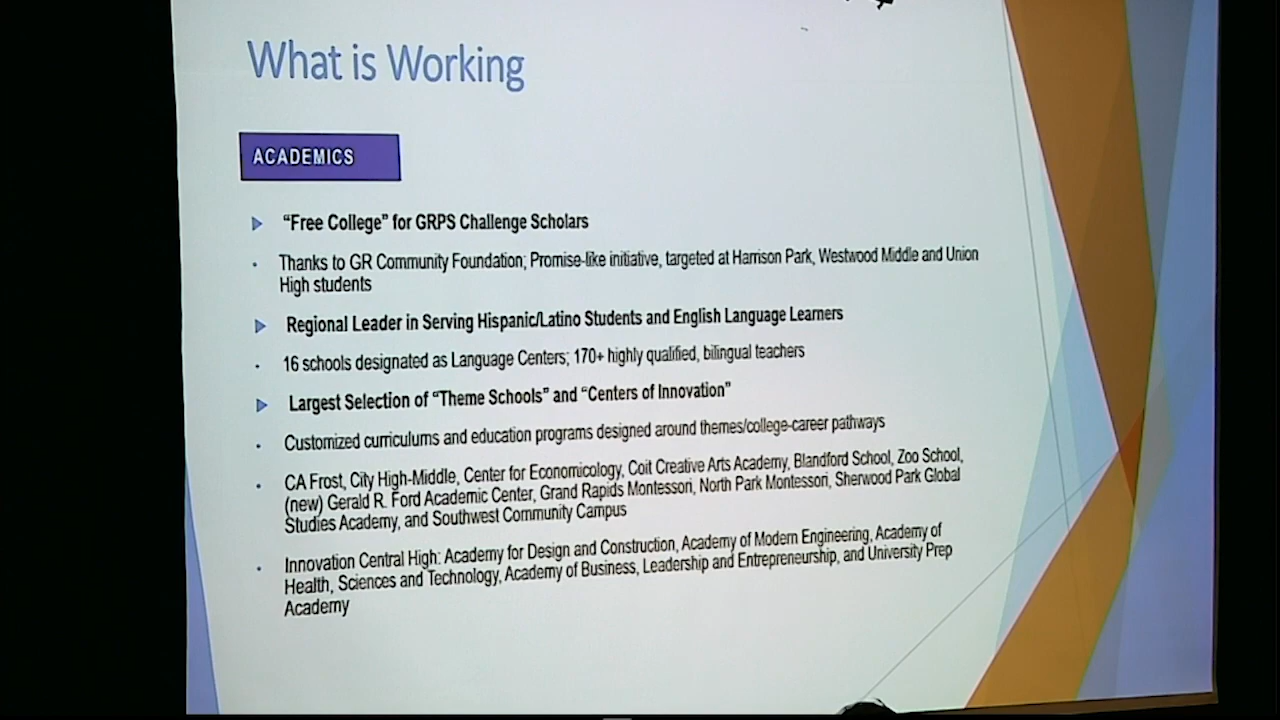 What is Working
ACADEMICS
“Free College” for GRPS Challenge Scholars
Thanks to GR Community Foundation; Promise-like initiative, targeted at Harrison Park, Westwood Middle and Union
High students
Regional Leader in Serving Hispanic/Latino Students and English Language Learners
16 schools designated as Language Centers; 170+ highly qualified, bilingual teachers
Largest Selection of “Theme Schools” and “Centers of Innovation”
Customized curriculums and education programs designed around themes/college-career pathways
CA Frost, City High-Middle, Center for Economicology, Coit Creative Arts Academy, Blandford School, Zoo School,
(new) Gerald R. Ford Academic Center, Grand Rapids Montessori, North Park Montessori, Sherwood Park Global
Studies Academy, and Southwest Community Campus
Innovation Central High: Academy for Design and Construction, Academy of Modern Engineering, Academy of
Health, Sciences and Technology, Academy of Business, Leadership and Entrepreneurship, and University Prep
Academy